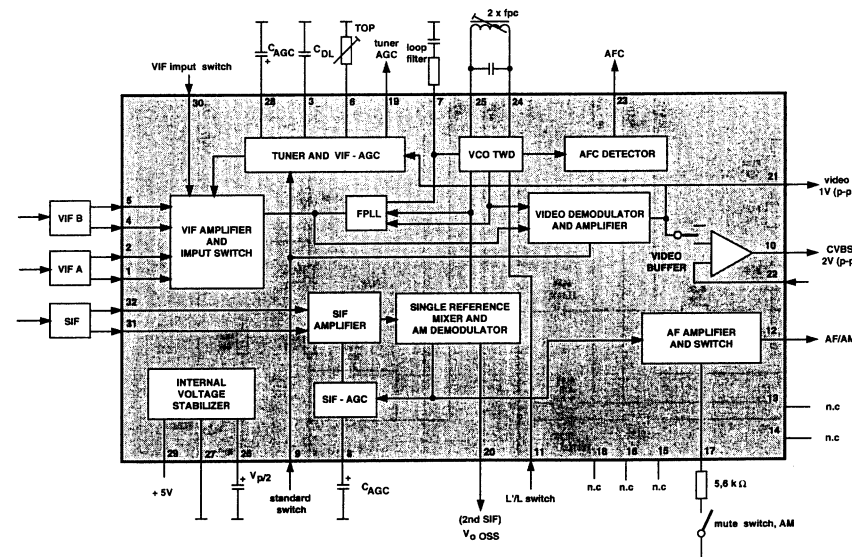 2 x fpc
TOP
CAGC
+
CDL
tuner
AGC
loop
filter
AFC
VIF imput switch
30
28
3
6
19
7
25
24
23
TUNER AND VIF - AGC
VCO TWD
AFC DETECTOR
21
video
1V (p-p
VIF B
5
4
VIF AMPLIFIER
AND
IMPUT SWITCH
FPLL
VIDEO DEMODULATOR
AND AMPLIFIER
VIDEO
BUFFER
10
CVBS
2V (p-p
22
VIF A
2
1
SIF
32
31
SIF
AMPLIFIER
SINGLE REFERENCE
MIXER AND
AM DEMODULATOR
AF AMPLIFIER
AND SWITCH
12
AF/AM
INTERNAL
VOLTAGE
STABILIZER
SIF - AGC
13
n.c
14
n.c
29
27
26
9
8
20
11
18
16
15
17
+ 5V
+
Vp/2
standard
switch
+
CAGC
(2nd SIF)
Vo OSS
L'/L switch
n.c
n.c
n.c
5,6 k Ω
mute switch, AM